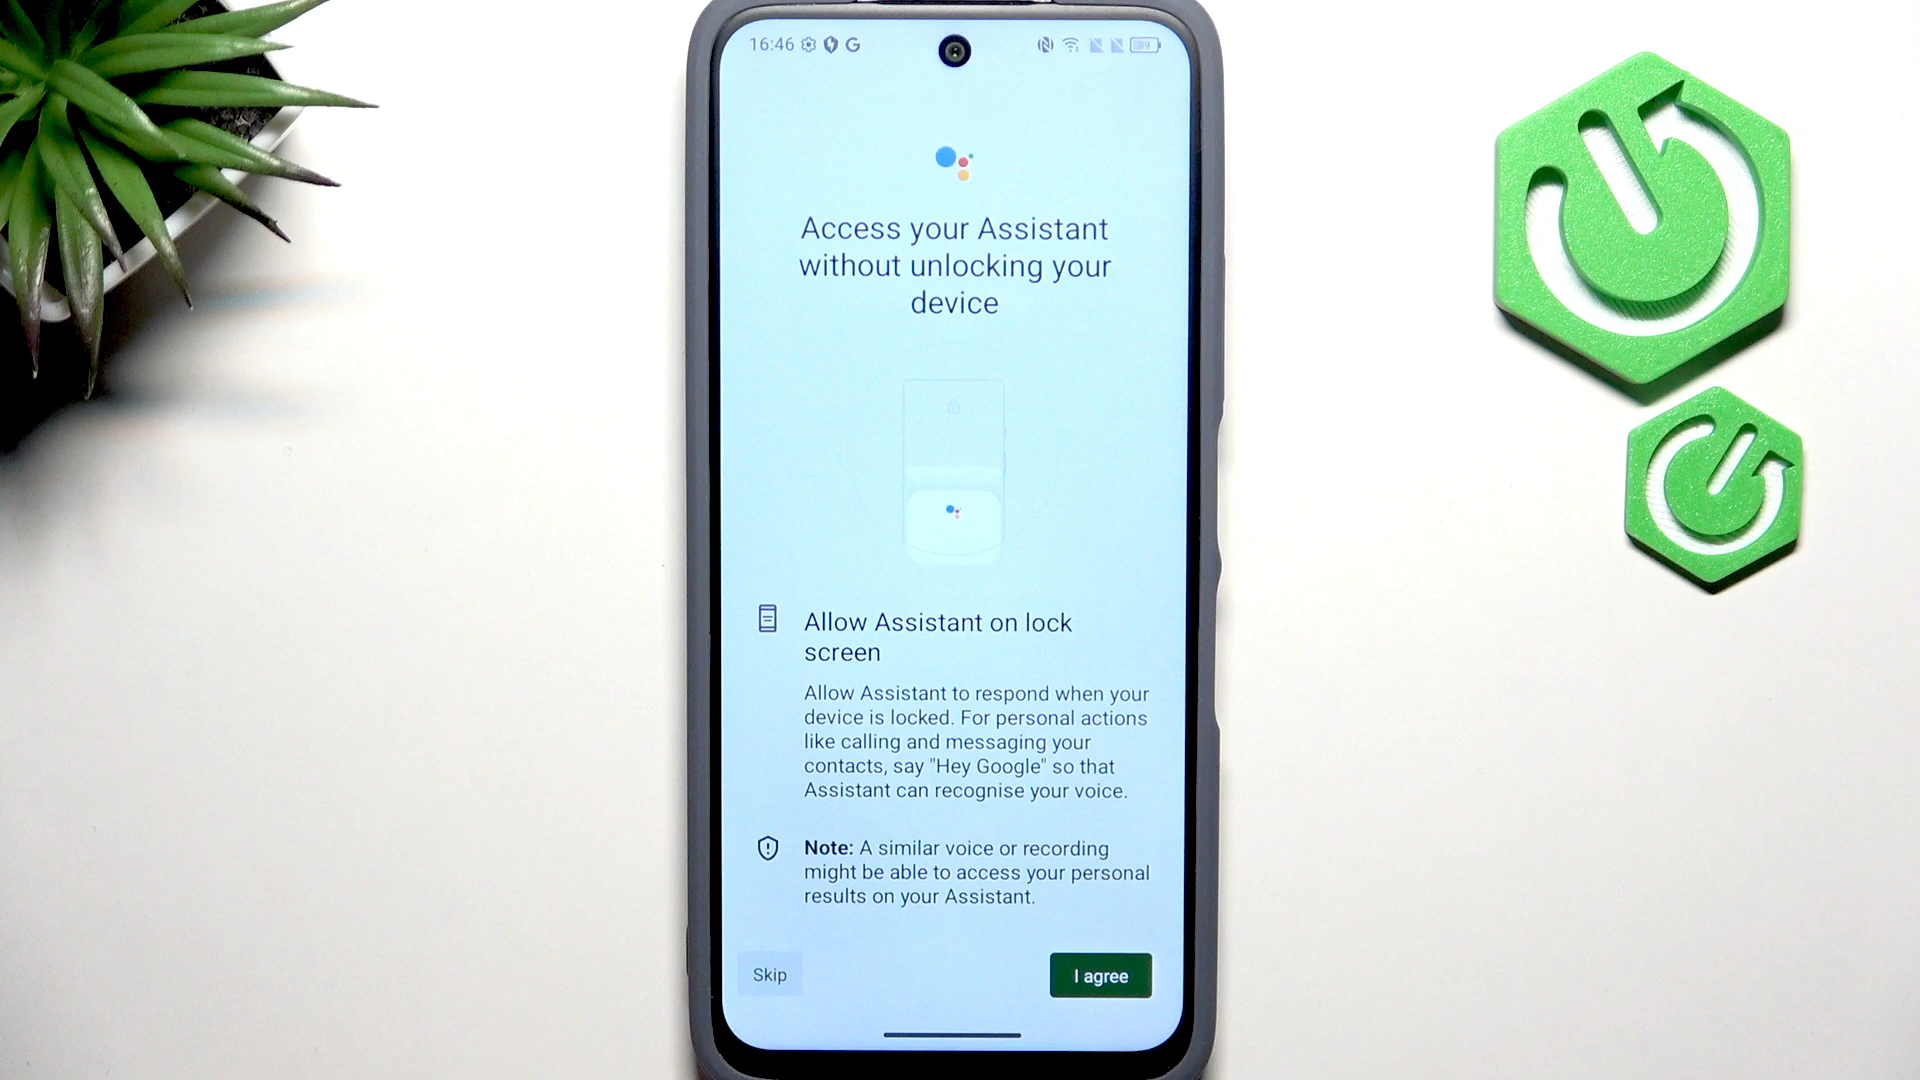 16:46
89
Access your Assistant
without unlocking your
device
Allow Assistant on lock
screen
Allow Assistant to respond when your
device is locked. For personal actions
like calling and messaging your
contacts, say "Hey Google" so that
Assistant can recognise your voice.
Note: A similar voice or recording
might be able to access your personal
results on your Assistant.
Skip
I agree